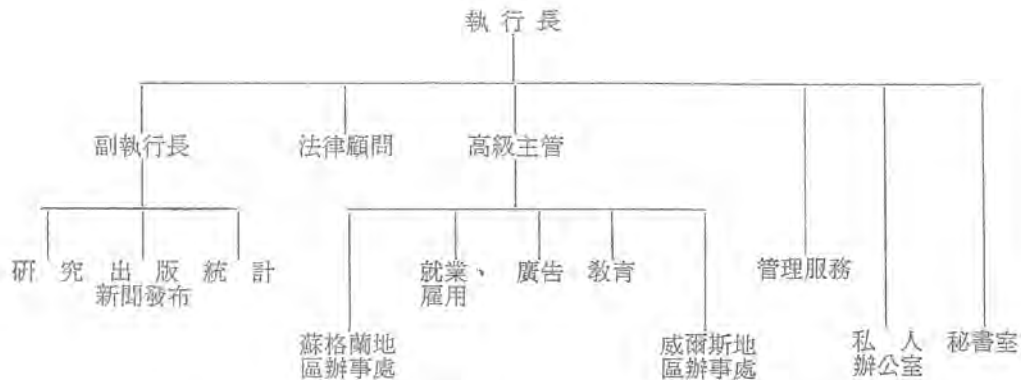 執行長
副執行長 法律顧問 高級主管
研究 出版 統計 就業、 廣告 教育 管理服務
新聞發布 雇用
蘇格蘭地 威爾斯地 私人 秘書室
區辦事處 區辦事處 辦公室